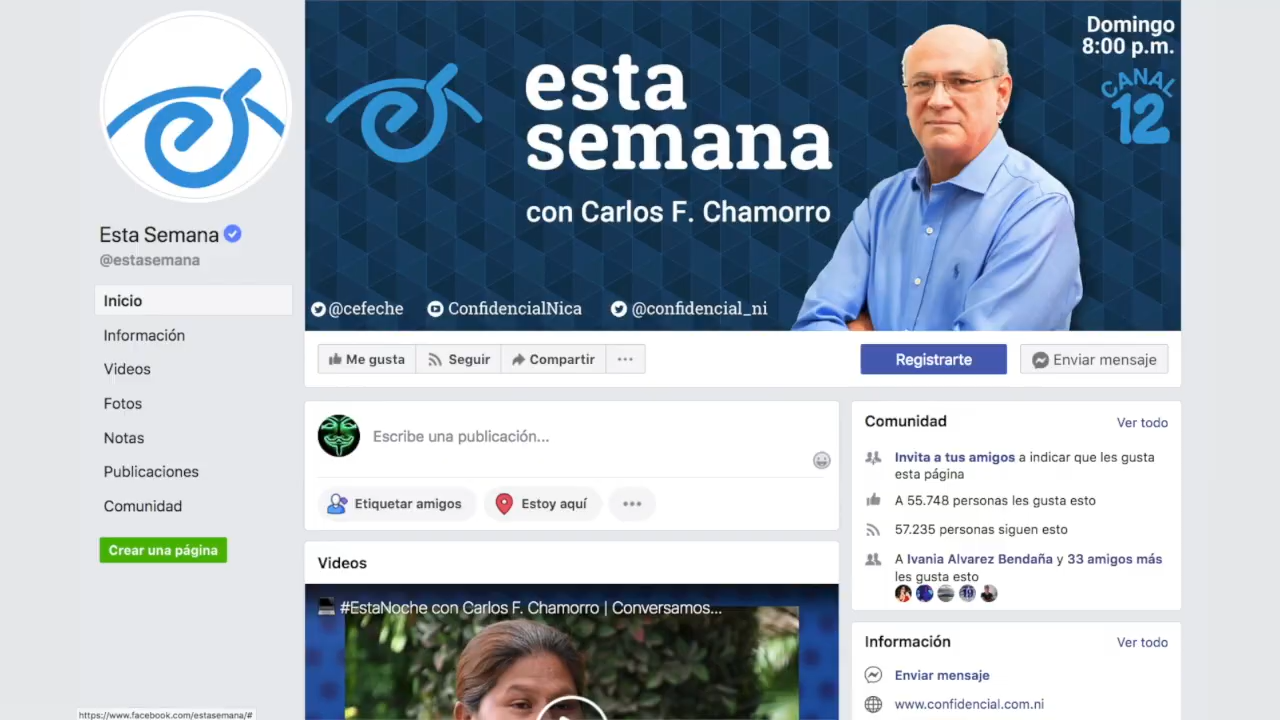 Domingo
8:00 p.m.
CANAL
12
esta
semana
con Carlos F. Chamorro
@cefeche
ConfidencialNica
@confidencial_ni
Esta Semana
@estasemana
Inicio
Información
Videos
Fotos
Notas
Publicaciones
Comunidad
Crear una página
Me gusta
Seguir
Compartir
Registrarte
Enviar mensaje
Escribe una publicación...
Etiquetar amigos
Estoy aquí
Videos
#EstaNoche con Carlos F. Chamorro | Conversamos...
Comunidad
Ver todo
Invita a tus amigos a indicar que les gusta
esta página
A 55.748 personas les gusta esto
57.235 personas siguen esto
A Ivania Alvarez Bendaña y 33 amigos más
les gusta esto
Información
Ver todo
Enviar mensaje
www.confidencial.com.ni
https://www.facebook.com/estasemana/#